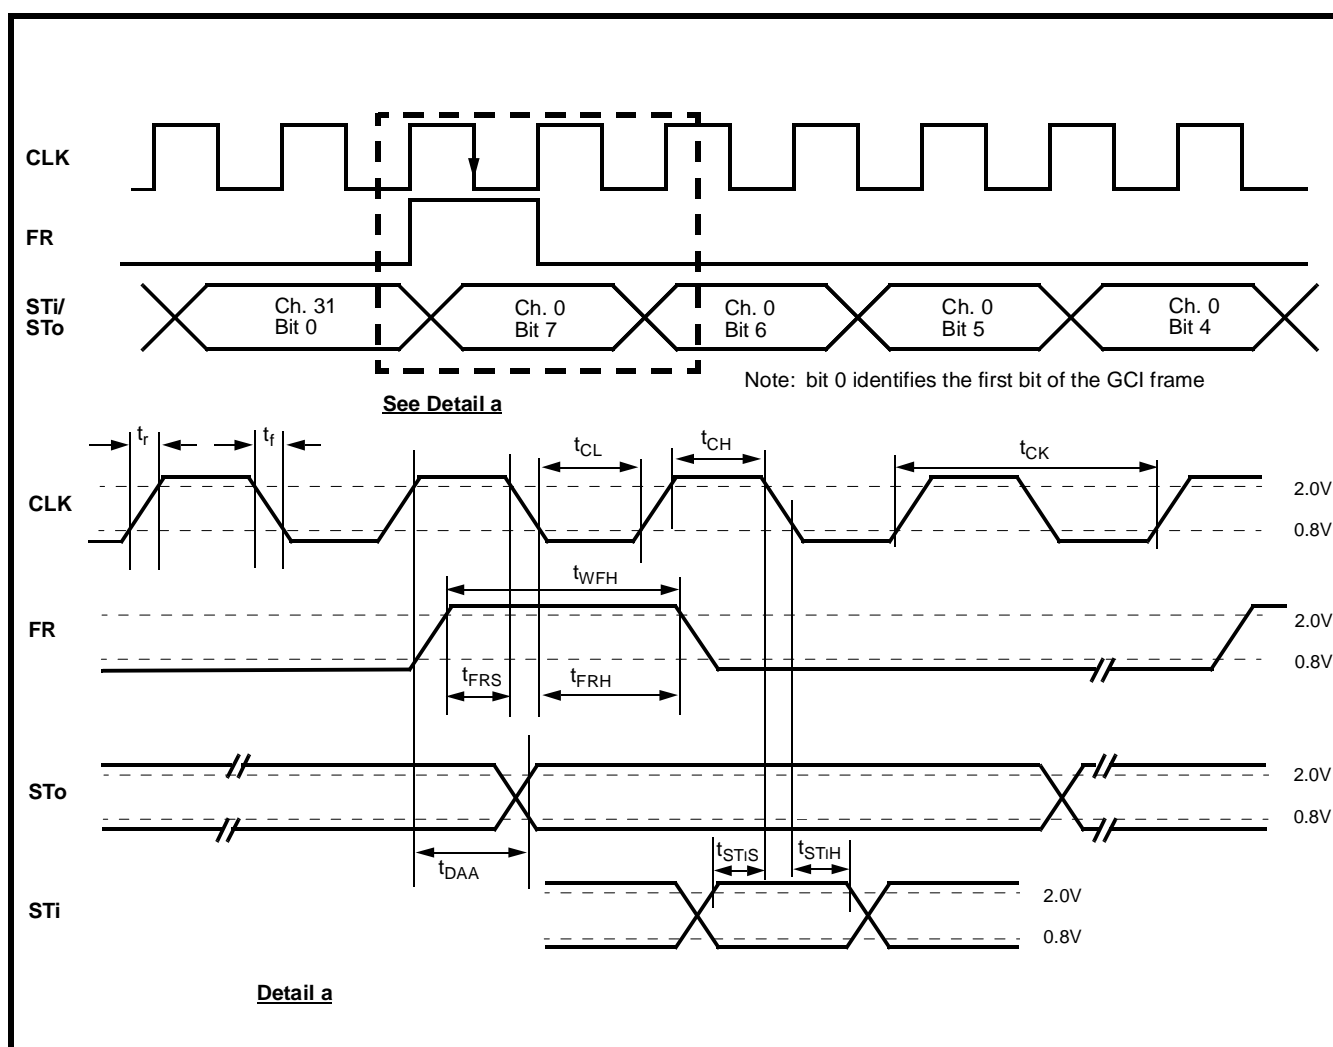 CLK
FR
STi/
STo
Ch. 31
Bit 0
Ch. 0
Bit 7
Ch. 0
Bit 6
Ch. 0
Bit 5
Ch. 0
Bit 4
Note: bit 0 identifies the first bit of the GCI frame
See Detail a
tr
tf
tCL
tCH
tCK
CLK
2.0V
0.8V
tWFH
FR
2.0V
0.8V
tFRS
tFRH
STo
2.0V
0.8V
tDAA
tSTiS
tSTiH
STi
2.0V
0.8V
Detail a